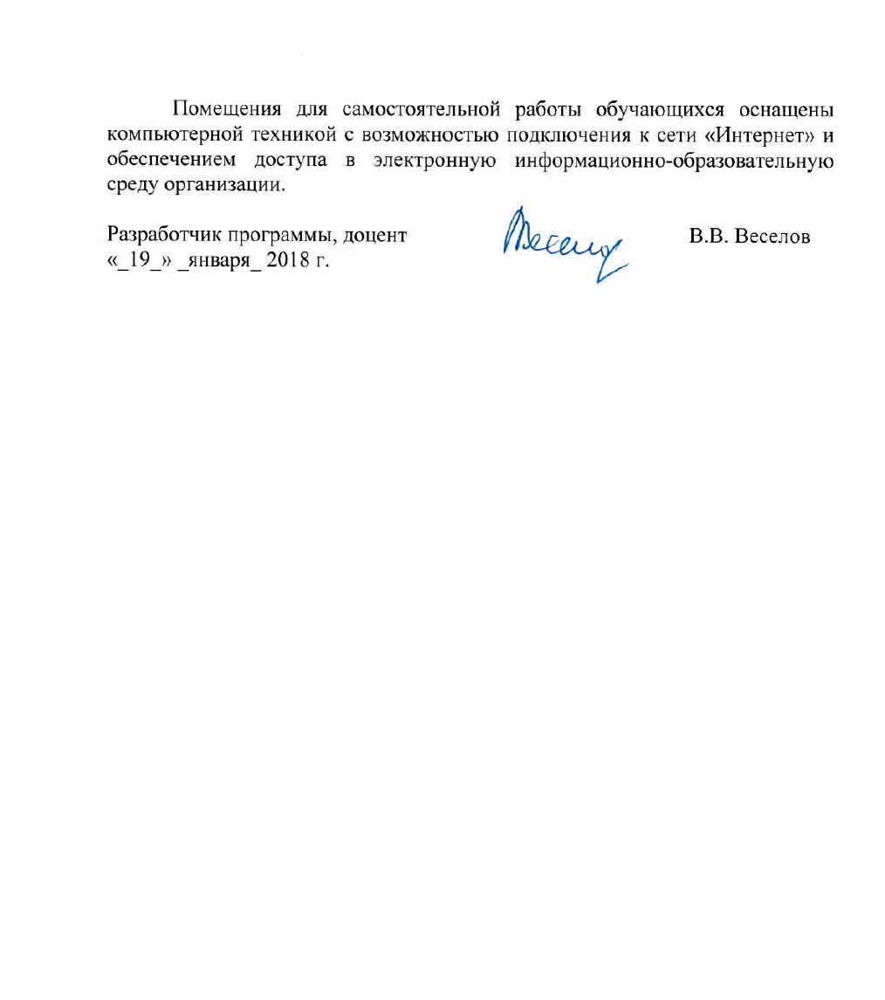 Помещения для самостоятельной работы обучающихся оснащены
компьютерной техникой с возможностью подключения к сети «Интернет» и
обеспечением доступа в электронную информационно-образовательную
среду организации.
Разработчик программы, доцент В.В. Веселов
«_19_» _января_ 2018 г.